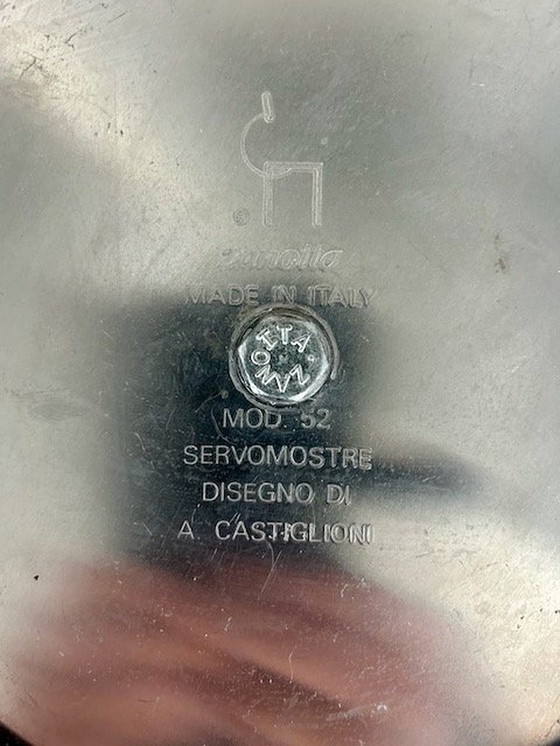 ®
zanotta
MADE IN ITALY
ZANOTTA
MOD. 52
SERVOMOSTRE
DISEGNO DI
A. CASTIGLIONI